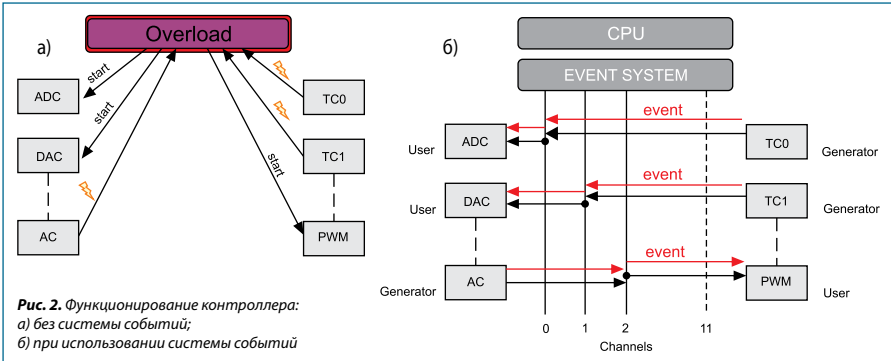 а)
Overload
start
ADC
start
DAC
AC
TC0
TC1
start
PWM
Рис. 2. Функционирование контроллера:
а) без системы событий;
б) при использовании системы событий
б)
CPU
EVENT SYSTEM
event
User
ADC
TC0
Generator
event
User
DAC
TC1
Generator
event
Generator
AC
PWM
User
0 1 2 11
Channels